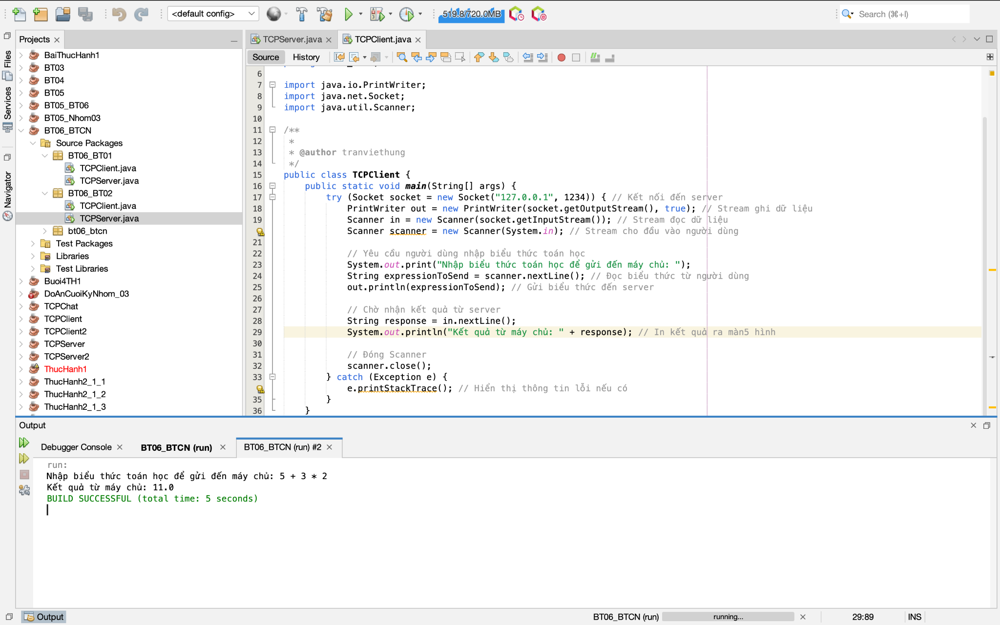 <default config>
519.8/720.0MB
Search (⌘+I)
Files
Services
Navigator
Projects
BaiThucHanh1
BT03
BT04
BT05
BT05_BT06
BT05_Nhom03
BT06_BTCN
Source Packages
BT06_BT01
TCPClient.java
TCPServer.java
BT06_BT02
TCPClient.java
TCPServer.java
bt06_btcn
Test Packages
Libraries
Test Libraries
Buoi4TH1
DoAnCuoiKyNhom_03
TCPChat
TCPClient
TCPClient2
TCPServer
TCPServer2
ThucHanh1
ThucHanh2_1_1
ThucHanh2_1_2
ThucHanh2_1_3
TCPServer.java
TCPClient.java
Source History
6
7 import java.io.PrintWriter;
8 import java.net.Socket;
9 import java.util.Scanner;
10
11 /**
12 *
13 * @author tranviethung
14 */
15 public class TCPClient {
16 public static void main(String[] args) {
17 try (Socket socket = new Socket("127.0.0.1", 1234)) { // Kết nối đến server
18 PrintWriter out = new PrintWriter(socket.getOutputStream(), true); // Stream ghi dữ liệu
19 Scanner in = new Scanner(socket.getInputStream()); // Stream đọc dữ liệu
Scanner scanner = new Scanner(System.in); // Stream cho đầu vào người dùng
21
22 // Yêu cầu người dùng nhập biểu thức toán học
23 System.out.print("Nhập biểu thức toán học để gửi đến máy chủ: ");
24 String expressionToSend = scanner.nextLine(); // Đọc biểu thức từ người dùng
25 out.println(expressionToSend); // Gửi biểu thức đến server
26
27 // Chờ nhận kết quả từ server
28 String response = in.nextLine();
29 System.out.println("Kết quả từ máy chủ: " + response); // In kết quả ra màn5 hình
30
31 // Đóng Scanner
32 scanner.close();
33 } catch (Exception e) {
e.printStackTrace(); // Hiển thị thông tin lỗi nếu có
35 }
36 }
Output
Debugger Console
BT06_BTCN (run)
BT06_BTCN (run) #2
run:
Nhập biểu thức toán học để gửi đến máy chủ: 5 + 3 * 2
Kết quả từ máy chủ: 11.0
BUILD SUCCESSFUL (total time: 5 seconds)
Output
BT06_BTCN (run)
running...
29:89
INS